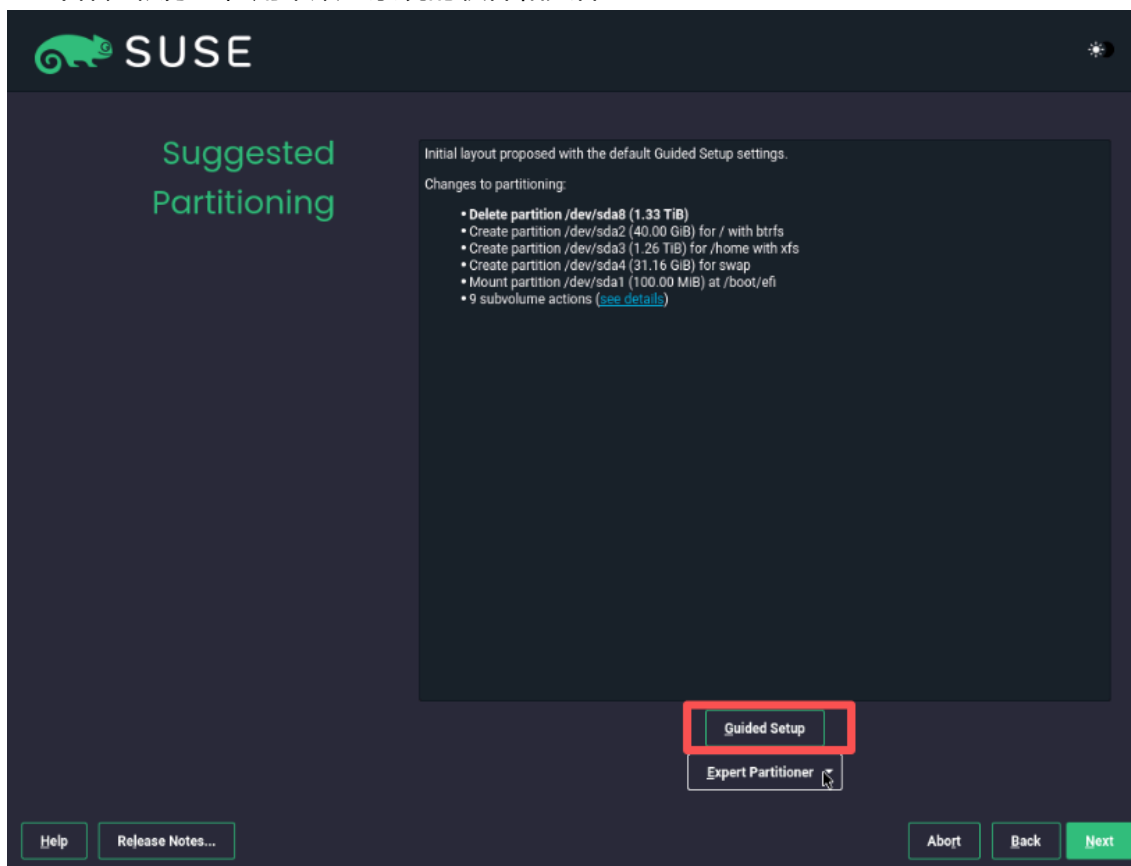 SUSE
Suggested
Partitioning
Initial layout proposed with the default Guided Setup settings.
Changes to partitioning:
• Delete partition /dev/sda8 (1.33 TiB)
• Create partition /dev/sda2 (40.00 GiB) for / with btrfs
• Create partition /dev/sda3 (1.26 TiB) for /home with xfs
• Create partition /dev/sda4 (31.16 GiB) for swap
• Mount partition /dev/sda1 (100.00 MiB) at /boot/efi
• 9 subvolume actions (see details)
Guided Setup
Expert Partitioner
Help
Release Notes...
Abort
Back
Next